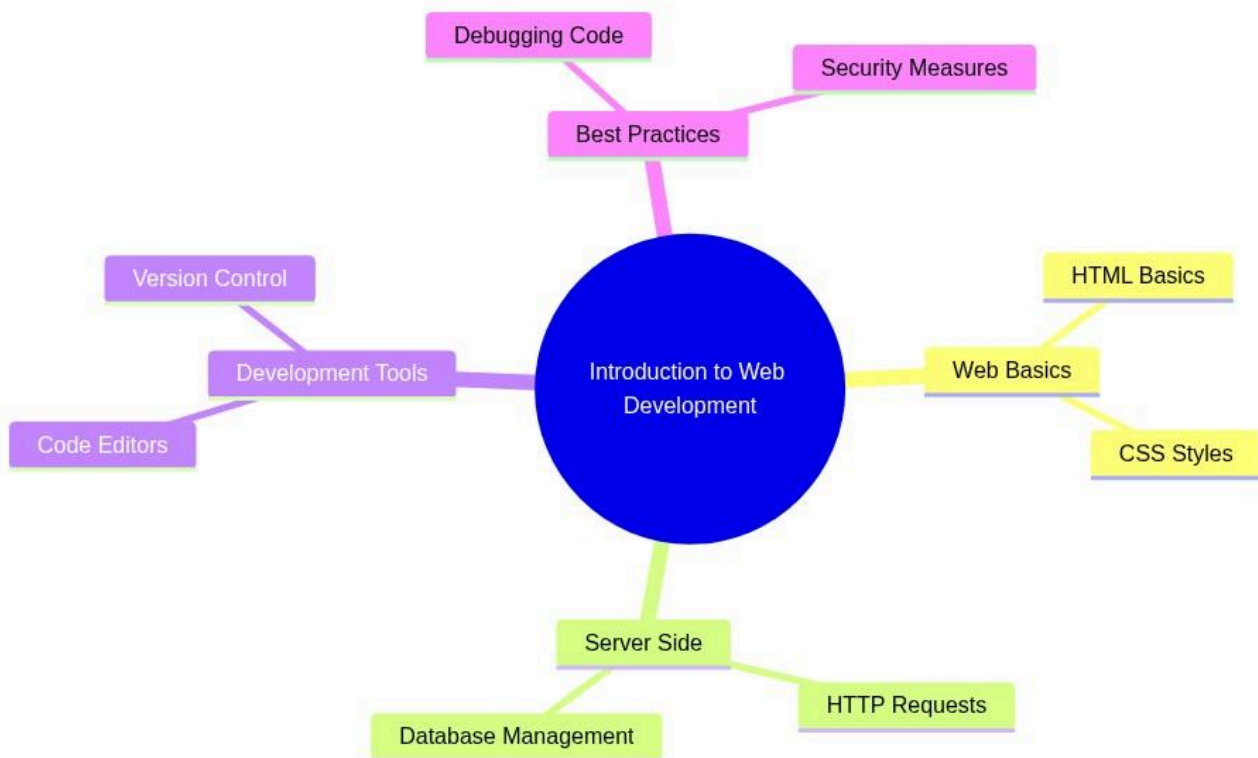 Debugging Code
Security Measures
Best Practices
Version Control
HTML Basics
Development Tools
Introduction to Web
Development
Web Basics
Code Editors
CSS Styles
Server Side
HTTP Requests
Database Management